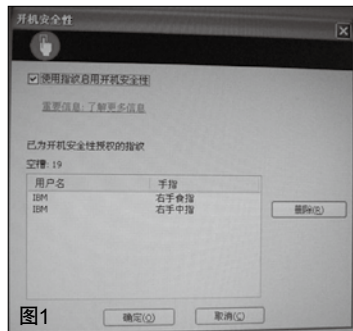 开机安全性
使用指纹启用开机安全性
重要信息: 了解更多信息
已为开机安全性授权的指纹
空槽: 19
用户名 手指
IBM 右手食指
IBM 右手中指
删除(R)
确定(O) 取消(C)
图1